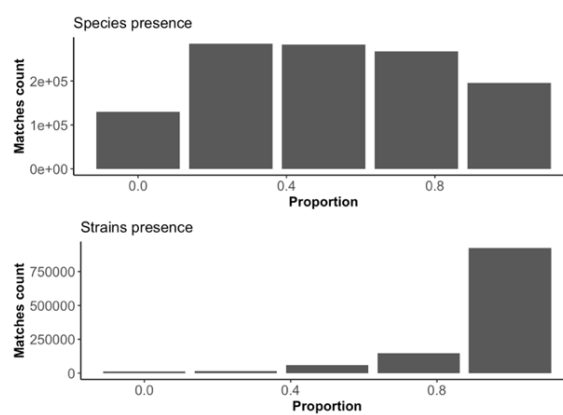 Species presence
Matches count
2e+05
1e+05
0e+00
0.0 0.4 0.8
Proportion
Strains presence
Matches count
750000
500000
250000
0
0.0 0.4 0.8
Proportion